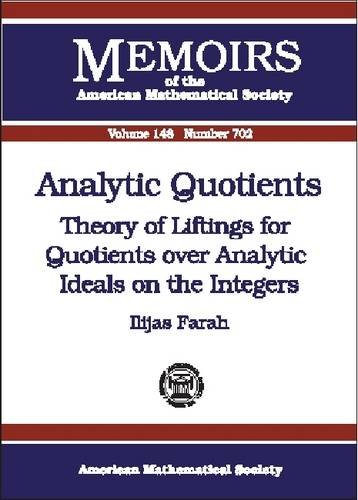 MEMOIRS
of the
American Mathematical Society
Volume 148 Number 702
Analytic Quotients
Theory of Liftings for
Quotients over Analytic
Ideals on the Integers
Ilijas Farah
American Mathematical Society